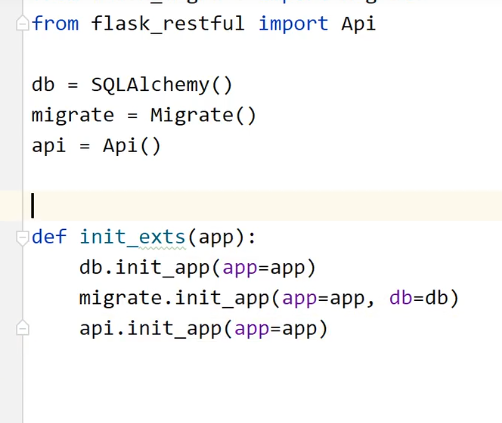 from flask_restful import Api
db = SQLAlchemy()
migrate = Migrate()
api = Api()
def init_exts(app):
    db.init_app(app=app)
    migrate.init_app(app=app, db=db)
    api.init_app(app=app)